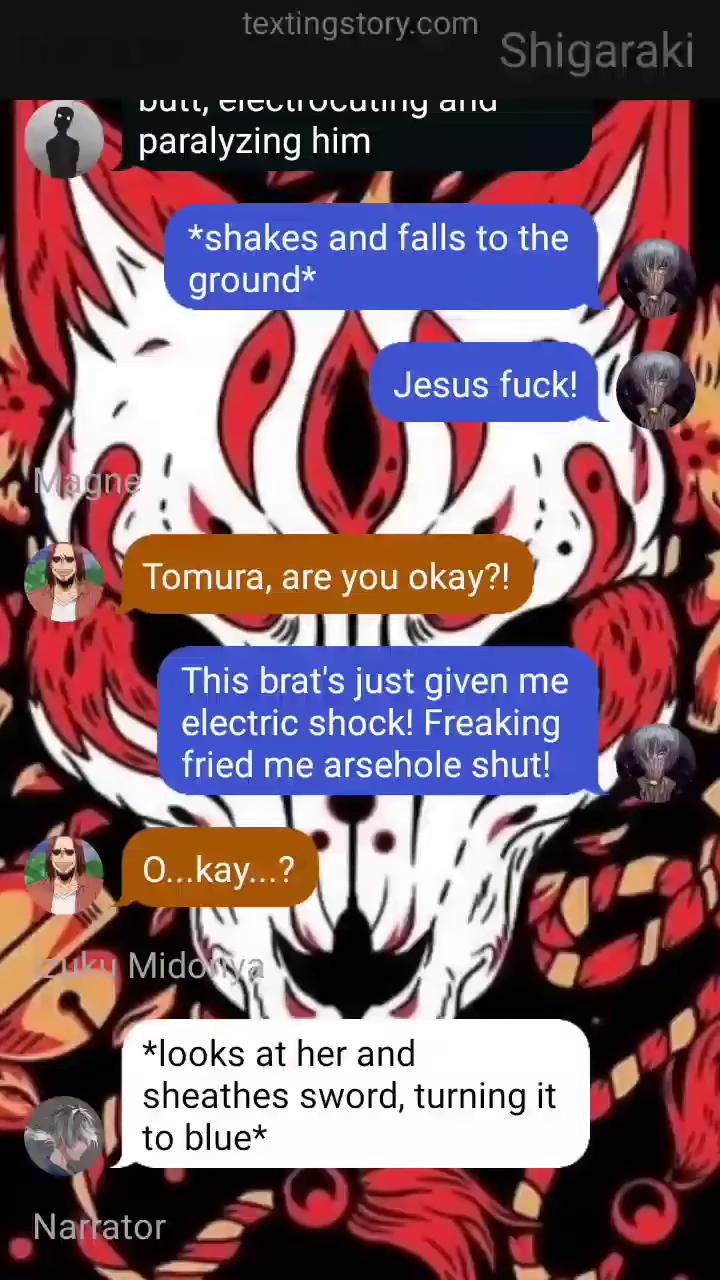 textingstory.com
Shigaraki
butt, electrocuting and
paralyzing him
*shakes and falls to the
ground*
Jesus fuck!
Magne
Tomura, are you okay?!
This brat's just given me
electric shock! Freaking
fried me arsehole shut!
O...kay...?
Izuku Midoriya
*looks at her and
sheathes sword, turning it
to blue*
Narrator